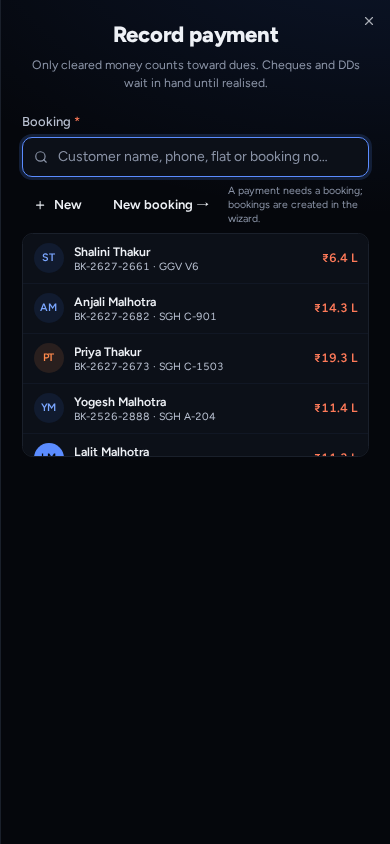 Record payment
Only cleared money counts toward dues. Cheques and DDs
wait in hand until realised.
Booking *
Customer name, phone, flat or booking no...
+ New
New booking →
A payment needs a booking;
bookings are created in the
wizard.
ST
Shalini Thakur
₹6.4 L
BK-2627-2661 · GGV V6
AM
Anjali Malhotra
₹14.3 L
BK-2627-2682 · SGH C-901
PT
Priya Thakur
₹19.3 L
BK-2627-2673 · SGH C-1503
YM
Yogesh Malhotra
₹11.4 L
BK-2526-2888 · SGH A-204
Lalit Malhotra